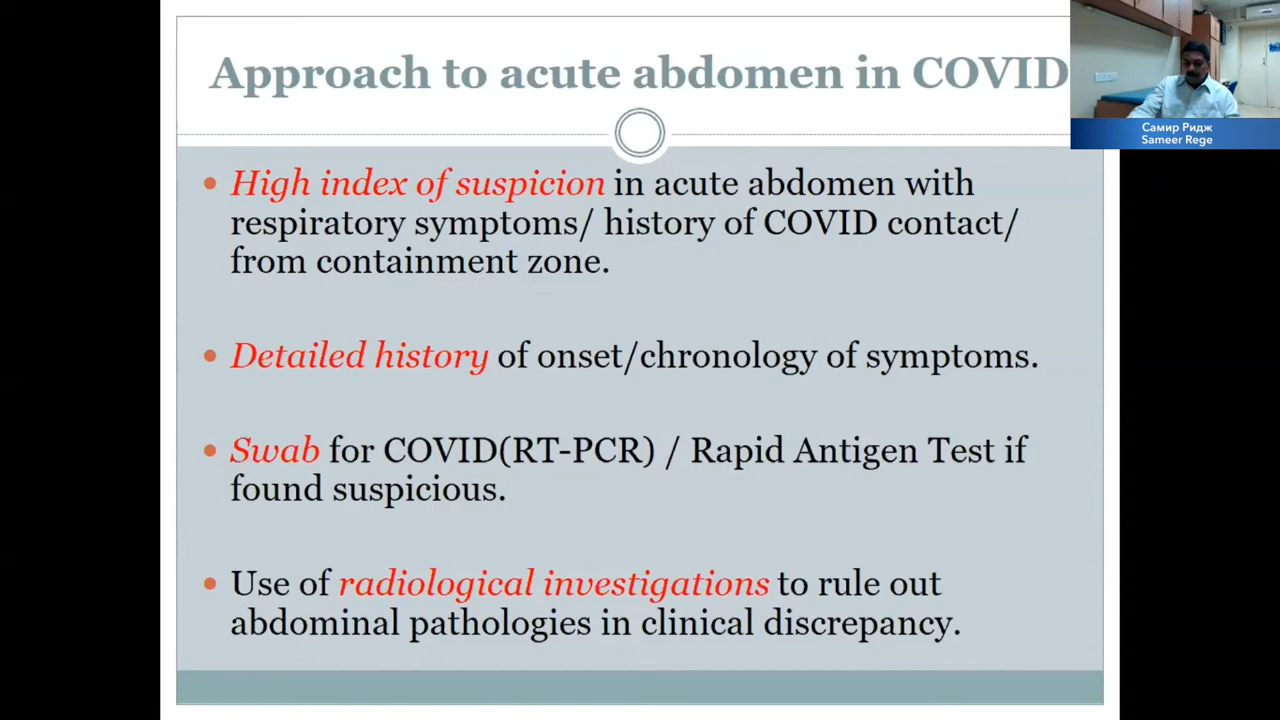 Approach to acute abdomen in COVID
Самир Ридж
Sameer Rege
• High index of suspicion in acute abdomen with
respiratory symptoms/ history of COVID contact/
from containment zone.
• Detailed history of onset/chronology of symptoms.
• Swab for COVID(RT-PCR) / Rapid Antigen Test if
found suspicious.
• Use of radiological investigations to rule out
abdominal pathologies in clinical discrepancy.